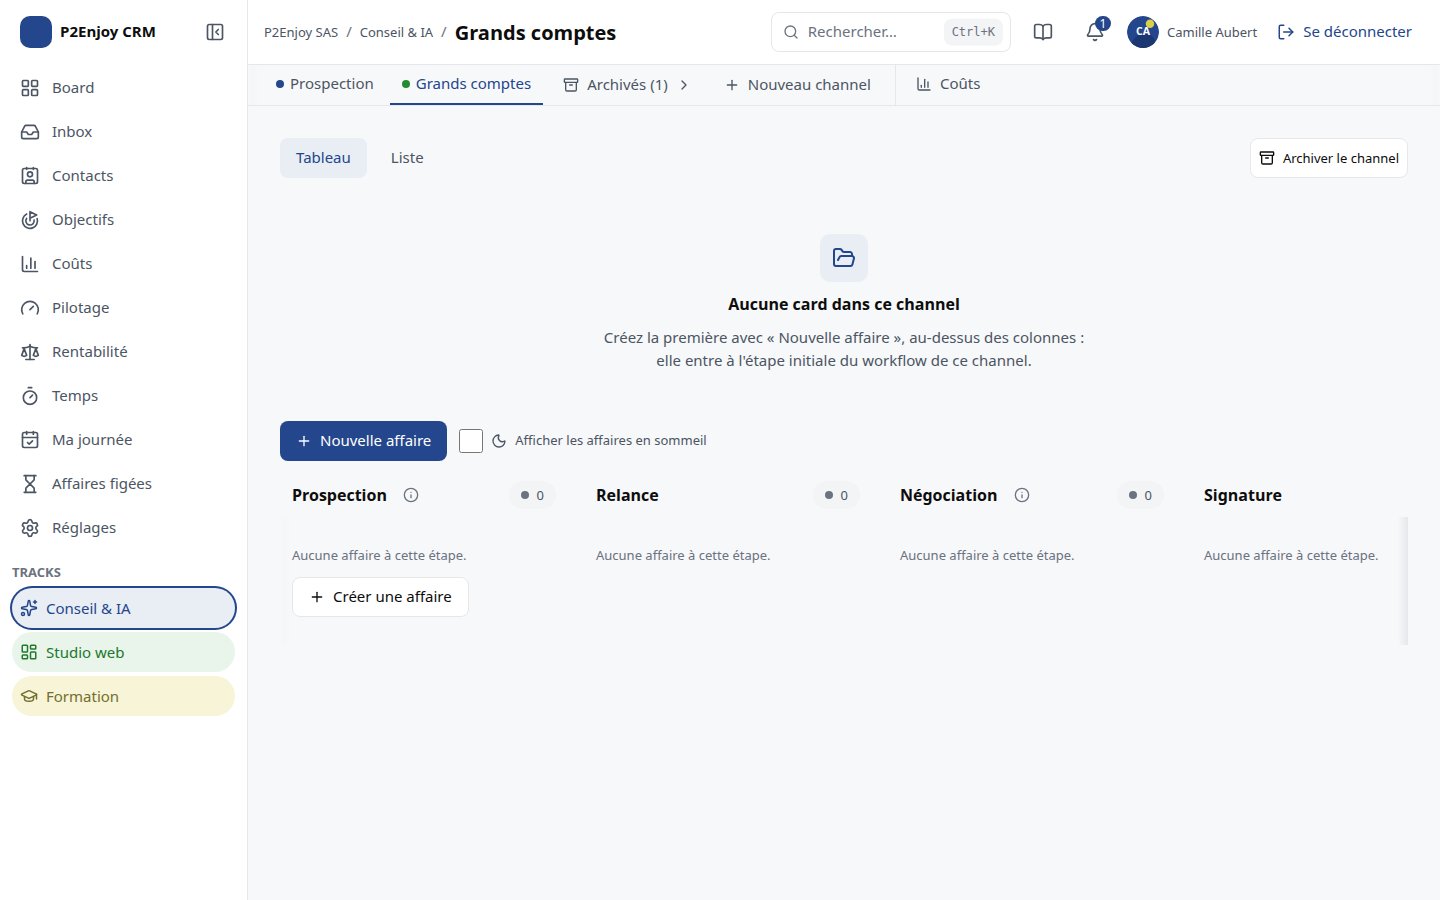 P2Enjoy CRM
Board
Inbox
Contacts
Objectifs
Coûts
Pilotage
Rentabilité
Temps
Ma journée
Affaires figées
Réglages
TRACKS
Conseil & IA
Studio web
Formation
P2Enjoy SAS / Conseil & IA / Grands comptes
Rechercher... Ctrl+K
1
CA Camille Aubert
Se déconnecter
Prospection Grands comptes Archivés (1) Nouveau channel Coûts
Tableau Liste
Archiver le channel
Aucune card dans ce channel
Créez la première avec « Nouvelle affaire », au-dessus des colonnes :
elle entre à l'étape initiale du workflow de ce channel.
Nouvelle affaire Afficher les affaires en sommeil
Prospection 0 Relance 0 Négociation 0 Signature
Aucune affaire à cette étape. Aucune affaire à cette étape. Aucune affaire à cette étape. Aucune affaire à cette étape.
Créer une affaire